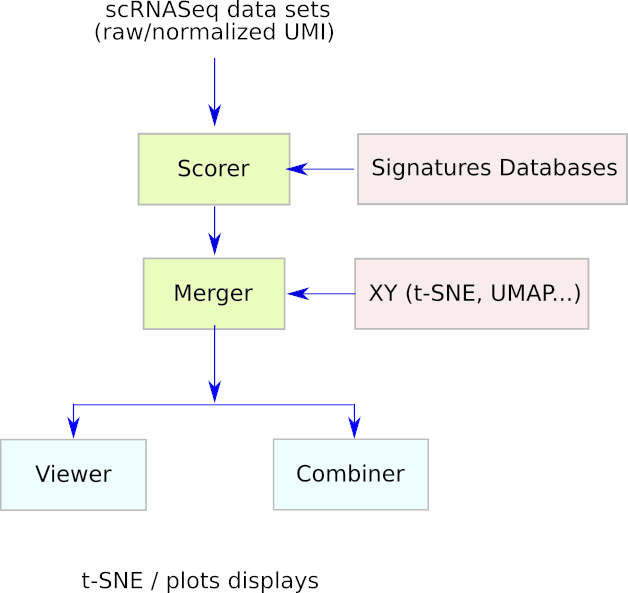 scRNASeq data sets
(raw/normalized UMI)
Scorer
Signatures Databases
Merger
XY (t-SNE, UMAP...)
Viewer
Combiner
t-SNE / plots displays